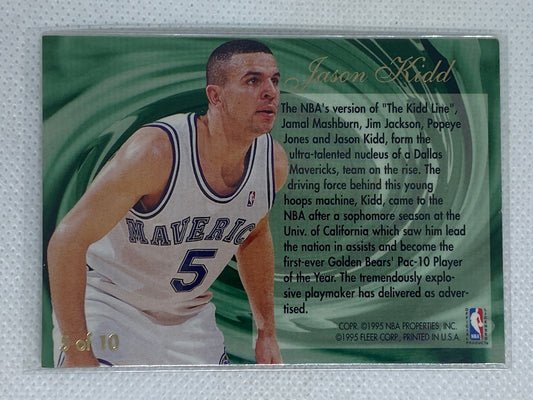 Jason Kidd
The NBA's version of "The Kidd Line",
Jamal Mashburn, Jim Jackson, Popeye
Jones and Jason Kidd, form the
ultra-talented nucleus of a Dallas
Mavericks, team on the rise. The
driving force behind this young
hoops machine, Kidd, came to the
NBA after a sophomore season at the
Univ. of California which saw him lead
the nation in assists and become the
first-ever Golden Bears' Pac-10 Player
of the Year. The tremendously explo-
sive playmaker has delivered as adver-
tised.
MAVERIC
5
of 10
COPR. ©1995 NBA PROPERTIES, INC.
©1995 FLEER CORP., PRINTED IN U.S.A.